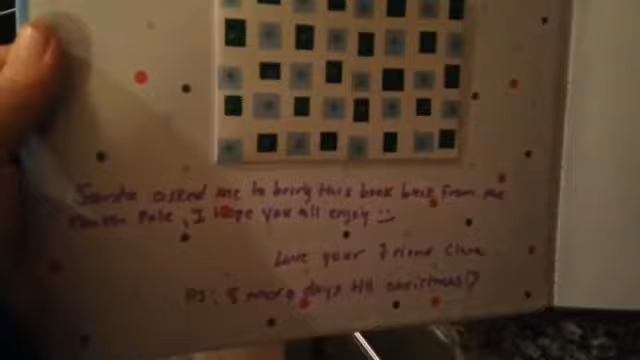 Santa asked me to bring this book back from the
North Pole, I hope you all enjoy :)
Love your Friend
PS: 8 more days till christmas!